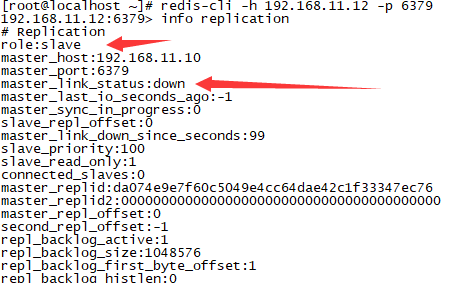 [root@localhost ~]# redis-cli -h 192.168.11.12 -p 6379
192.168.11.12:6379> info replication
# Replication
role:slave
master_host:192.168.11.10
master_port:6379
master_link_status:down
master_last_io_seconds_ago:-1
master_sync_in_progress:0
slave_repl_offset:0
master_link_down_since_seconds:99
slave_priority:100
slave_read_only:1
connected_slaves:0
master_replid:da074e9e7f60c5049e4cc64dae42c1f33347ec76
master_replid2:0000000000000000000000000000000000000000
master_repl_offset:0
second_repl_offset:-1
repl_backlog_active:1
repl_backlog_size:1048576
repl_backlog_first_byte_offset:1
repl_backlog_histlen:0